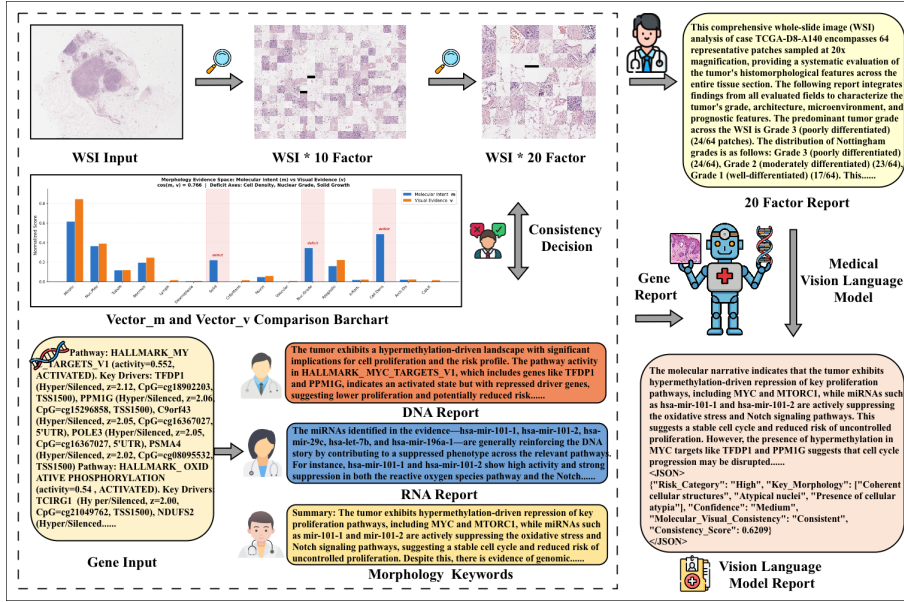 WSI Input
WSI * 10 Factor
WSI * 20 Factor
This comprehensive whole-slide image (WSI)
analysis of case TCGA-D8-A140 encompasses 64
representative patches sampled at 20x
magnification, providing a systematic evaluation of
the tumor's histomorphological features across the
entire tissue section. The following report integrates
findings from all evaluated fields to characterize the
tumor's grade, architecture, microenvironment, and
prognostic features. The predominant tumor grade
across the WSI is Grade 3 (poorly differentiated)
(24/64 patches). The distribution of Nottingham
grades is as follows: Grade 3 (poorly differentiated)
(24/64), Grade 2 (moderately differentiated) (23/64),
Grade 1 (well-differentiated) (17/64). This......
20 Factor Report
Morphology Evidence Space: Molecular Intent (m) vs Visual Evidence (v)
cos(m, v) = 0.766 | Deficit Axes: Cell Density, Nuclear Grade, Solid Growth
Molecular Intent m
Visual Evidence v
Normalized Score
0.8
0.6
0.4
0.2
0.0
Solid
Vascular
Nuc.Grade
Vector_m and Vector_v Comparison Barchart
Consistency
Decision
Gene
Report
Medical
Vision Language
Model
Pathway: HALLMARK_MY
C_TARGETS_V1 (activity=0.552,
ACTIVATED). Key Drivers: TFDP1
(Hyper/Silenced, z=2.12, CpG=cg18902203,
TSS1500), PPM1G (Hyper/Silenced, z=2.06,
CpG=cg15296858, TSS1500), C9orf43
(Hyper/Silenced, z=2.05, CpG=cg16367027,
5'UTR), POLE3 (Hyper/Silenced, z=2.05,
CpG=cg16367027, 5'UTR), PSMA4
(Hyper/Silenced, z=2.02, CpG=cg08095532,
TSS1500) Pathway: HALLMARK_ OXID
ATIVE PHOSPHORYLATION
(activity=0.54 , ACTIVATED). Key Drivers:
TCIRG1 (Hy per/Silenced, z=2.00,
CpG=cg21049762, TSS1500), NDUFS2
(Hyper/Silenced......
Gene Input
The tumor exhibits a hypermethylation-driven landscape with significant
implications for cell proliferation and the risk profile. The pathway activity
in HALLMARK_ MYC_TARGETS_V1, which includes genes like TFDP1
and PPM1G, indicates an activated state but with repressed driver genes,
suggesting lower proliferation and potentially reduced risk......
DNA Report
The miRNAs identified in the evidence—hsa-mir-101-1, hsa-mir-101-2, hsa-
mir-29c, hsa-let-7b, and hsa-mir-196a-1—are generally reinforcing the DNA
story by contributing to a suppressed phenotype across the relevant pathways.
For instance, hsa-mir-101-1 and hsa-mir-101-2 show high activity and strong
suppression in both the reactive oxygen species pathway and the Notch......
RNA Report
Summary: The tumor exhibits hypermethylation-driven repression of key
proliferation pathways, including MYC and MTORC1, while miRNAs such
as mir-101-1 and mir-101-2 are actively suppressing the oxidative stress and
Notch signaling pathways, suggesting a stable cell cycle and reduced risk of
uncontrolled proliferation. Despite this, there is evidence of genomic......
Morphology Keywords
The molecular narrative indicates that the tumor exhibits
hypermethylation-driven repression of key proliferation
pathways, including MYC and MTORC1, while miRNAs such
as hsa-mir-101-1 and hsa-mir-101-2 are actively suppressing
the oxidative stress and Notch signaling pathways. This
suggests a stable cell cycle and reduced risk of uncontrolled
proliferation. However, the presence of hypermethylation in
MYC targets like TFDP1 and PPM1G suggests that cell cycle
progression may be disrupted......
<JSON>
{"Risk_Category": "High", "Key_Morphology": ["Coherent
cellular structures", "Atypical nuclei", "Presence of cellular
atypia"], "Confidence": "Medium",
"Molecular_Visual_Consistency": "Consistent",
"Consistency_Score": 0.6209}
</JSON>
Vision Language
Model Report